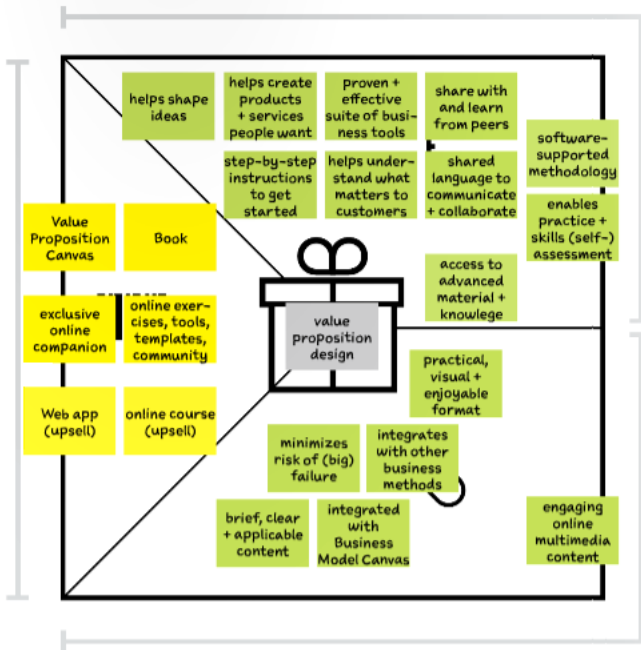 helps shape
ideas
helps create
products
+ services
people want
proven +
effective
suite of busi-
ness tools
share with
and learn
from peers
software-
supported
methodology
step-by-step
instructions
to get
started
helps under-
stand what
matters to
customers
shared
language to
communicate
+ collaborate
enables
practice +
skills (self-)
assessment
Value
Proposition
Canvas
Book
access to
advanced
material +
knowlege
exclusive
online
companion
online exer-
cises, tools,
templates,
community
value
proposition
design
practical,
visual +
enjoyable
format
Web app
(upsell)
online course
(upsell)
minimizes
risk of (big)
failure
integrates
with other
business
methods
brief, clear
+ applicable
content
integrated
with
Business
Model Canvas
engaging
online
multimedia
content